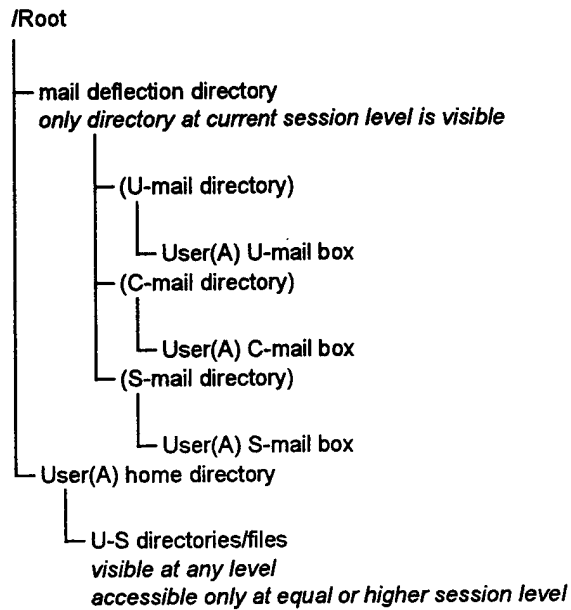 /Root
mail deflection directory
only directory at current session level is visible
(U-mail directory)
User(A) U-mail box
(C-mail directory)
User(A) C-mail box
(S-mail directory)
User(A) S-mail box
User(A) home directory
U-S directories/files
visible at any level
accessible only at equal or higher session level